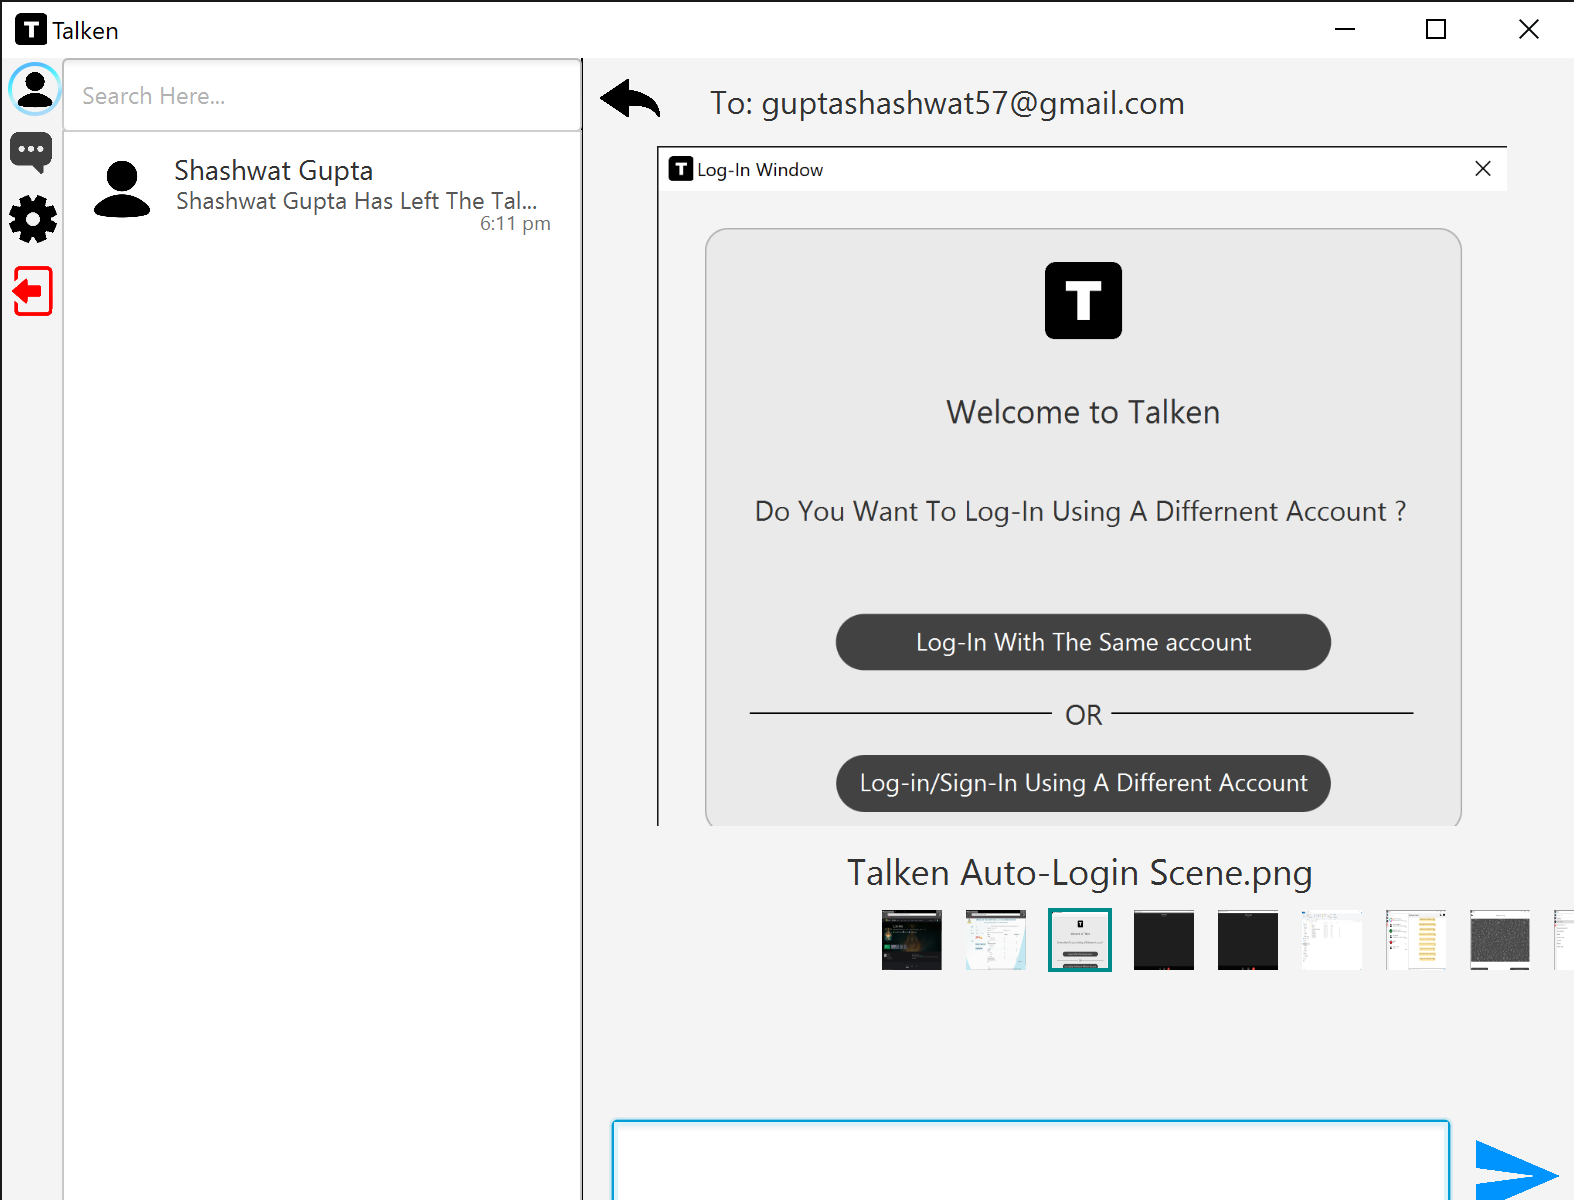 T Talken
Search Here...
Shashwat Gupta
Shashwat Gupta Has Left The Tal...
6:11 pm
To: guptashashwat57@gmail.com
T Log-In Window
T
Welcome to Talken
Do You Want To Log-In Using A Differnent Account ?
Log-In With The Same account
OR
Log-in/Sign-In Using A Different Account
Talken Auto-Login Scene.png